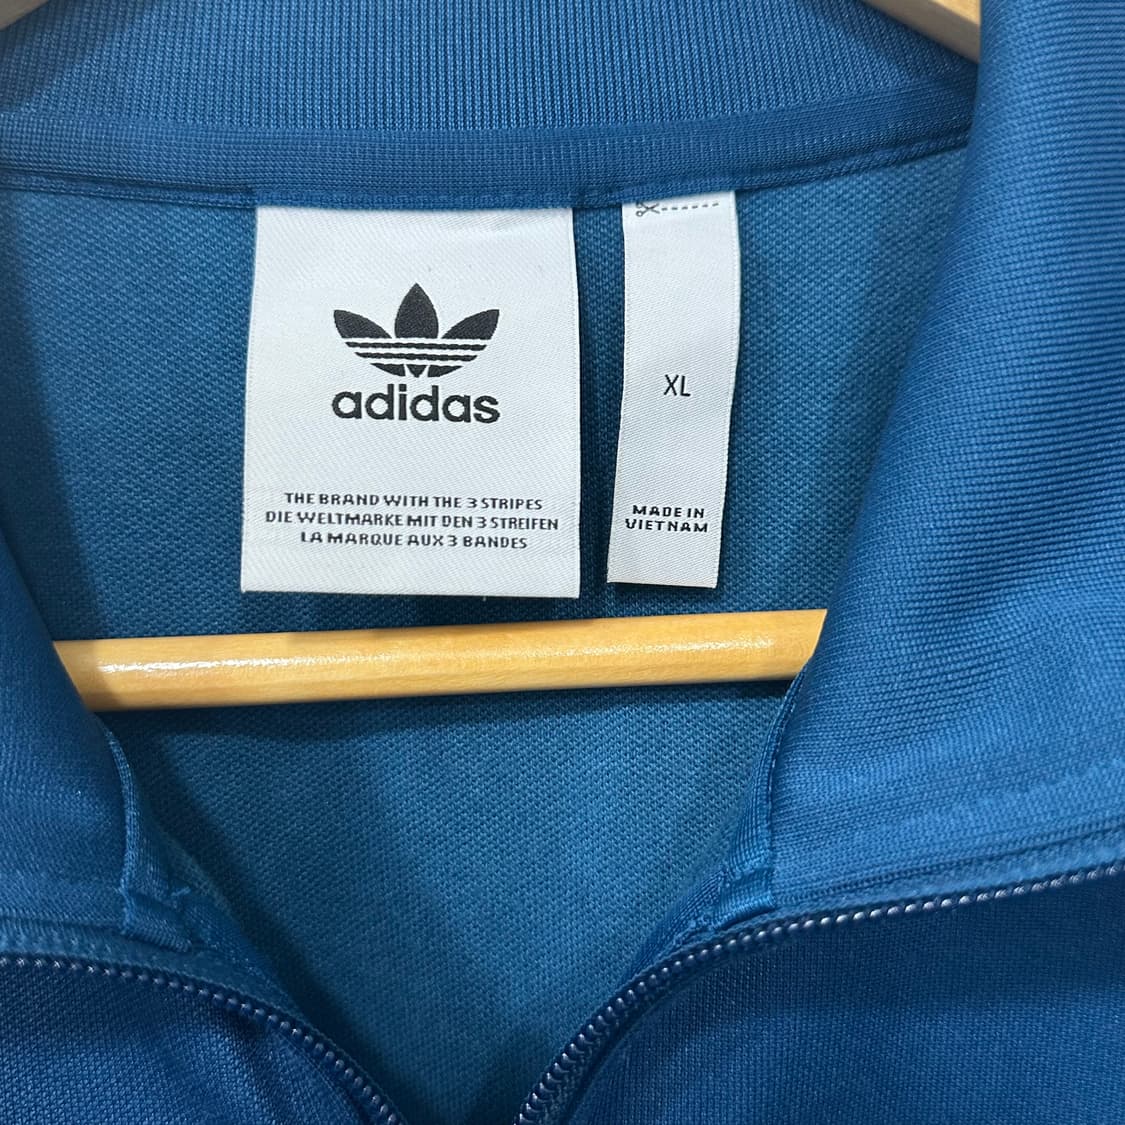 adidas
THE BRAND WITH THE 3 STRIPES
DIE WELTMARKE MIT DEN 3 STREIFEN
LA MARQUE AUX 3 BANDES
XL
MADE IN
VIETNAM